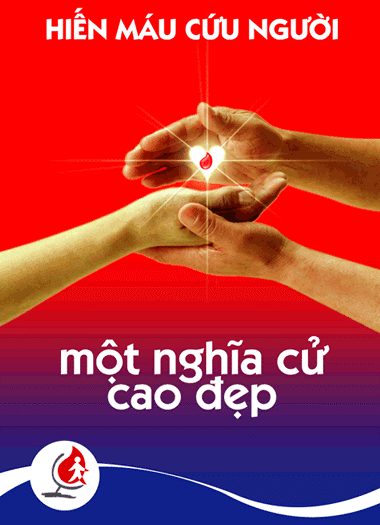 HIẾN MÁU CỨU NGƯỜI
một nghĩa cử
cao đẹp